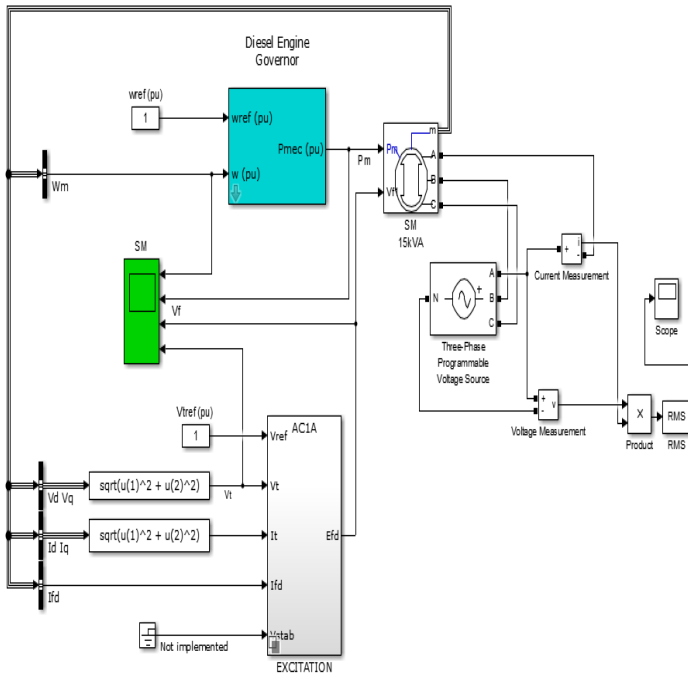 Diesel Engine
Governor
wref (pu)
1
wref (pu)
Pmec (pu)
w (pu)
Wm
Pm
Pm
Vf
m
A
B
C
SM
15kVA
SM
Vf
A
N
+
B
C
Three-Phase
Programmable
Voltage Source
+
i
-
Current Measurement
Scope
+
v
-
Voltage Measurement
×
Product
RMS
RMS
Vtref (pu)
1
AC1A
Vref
Vd Vq
sqrt(u(1)^2 + u(2)^2)
Vt
Vt
Id Iq
sqrt(u(1)^2 + u(2)^2)
It
Efd
Ifd
Ifd
Not implemented
EXCITATION